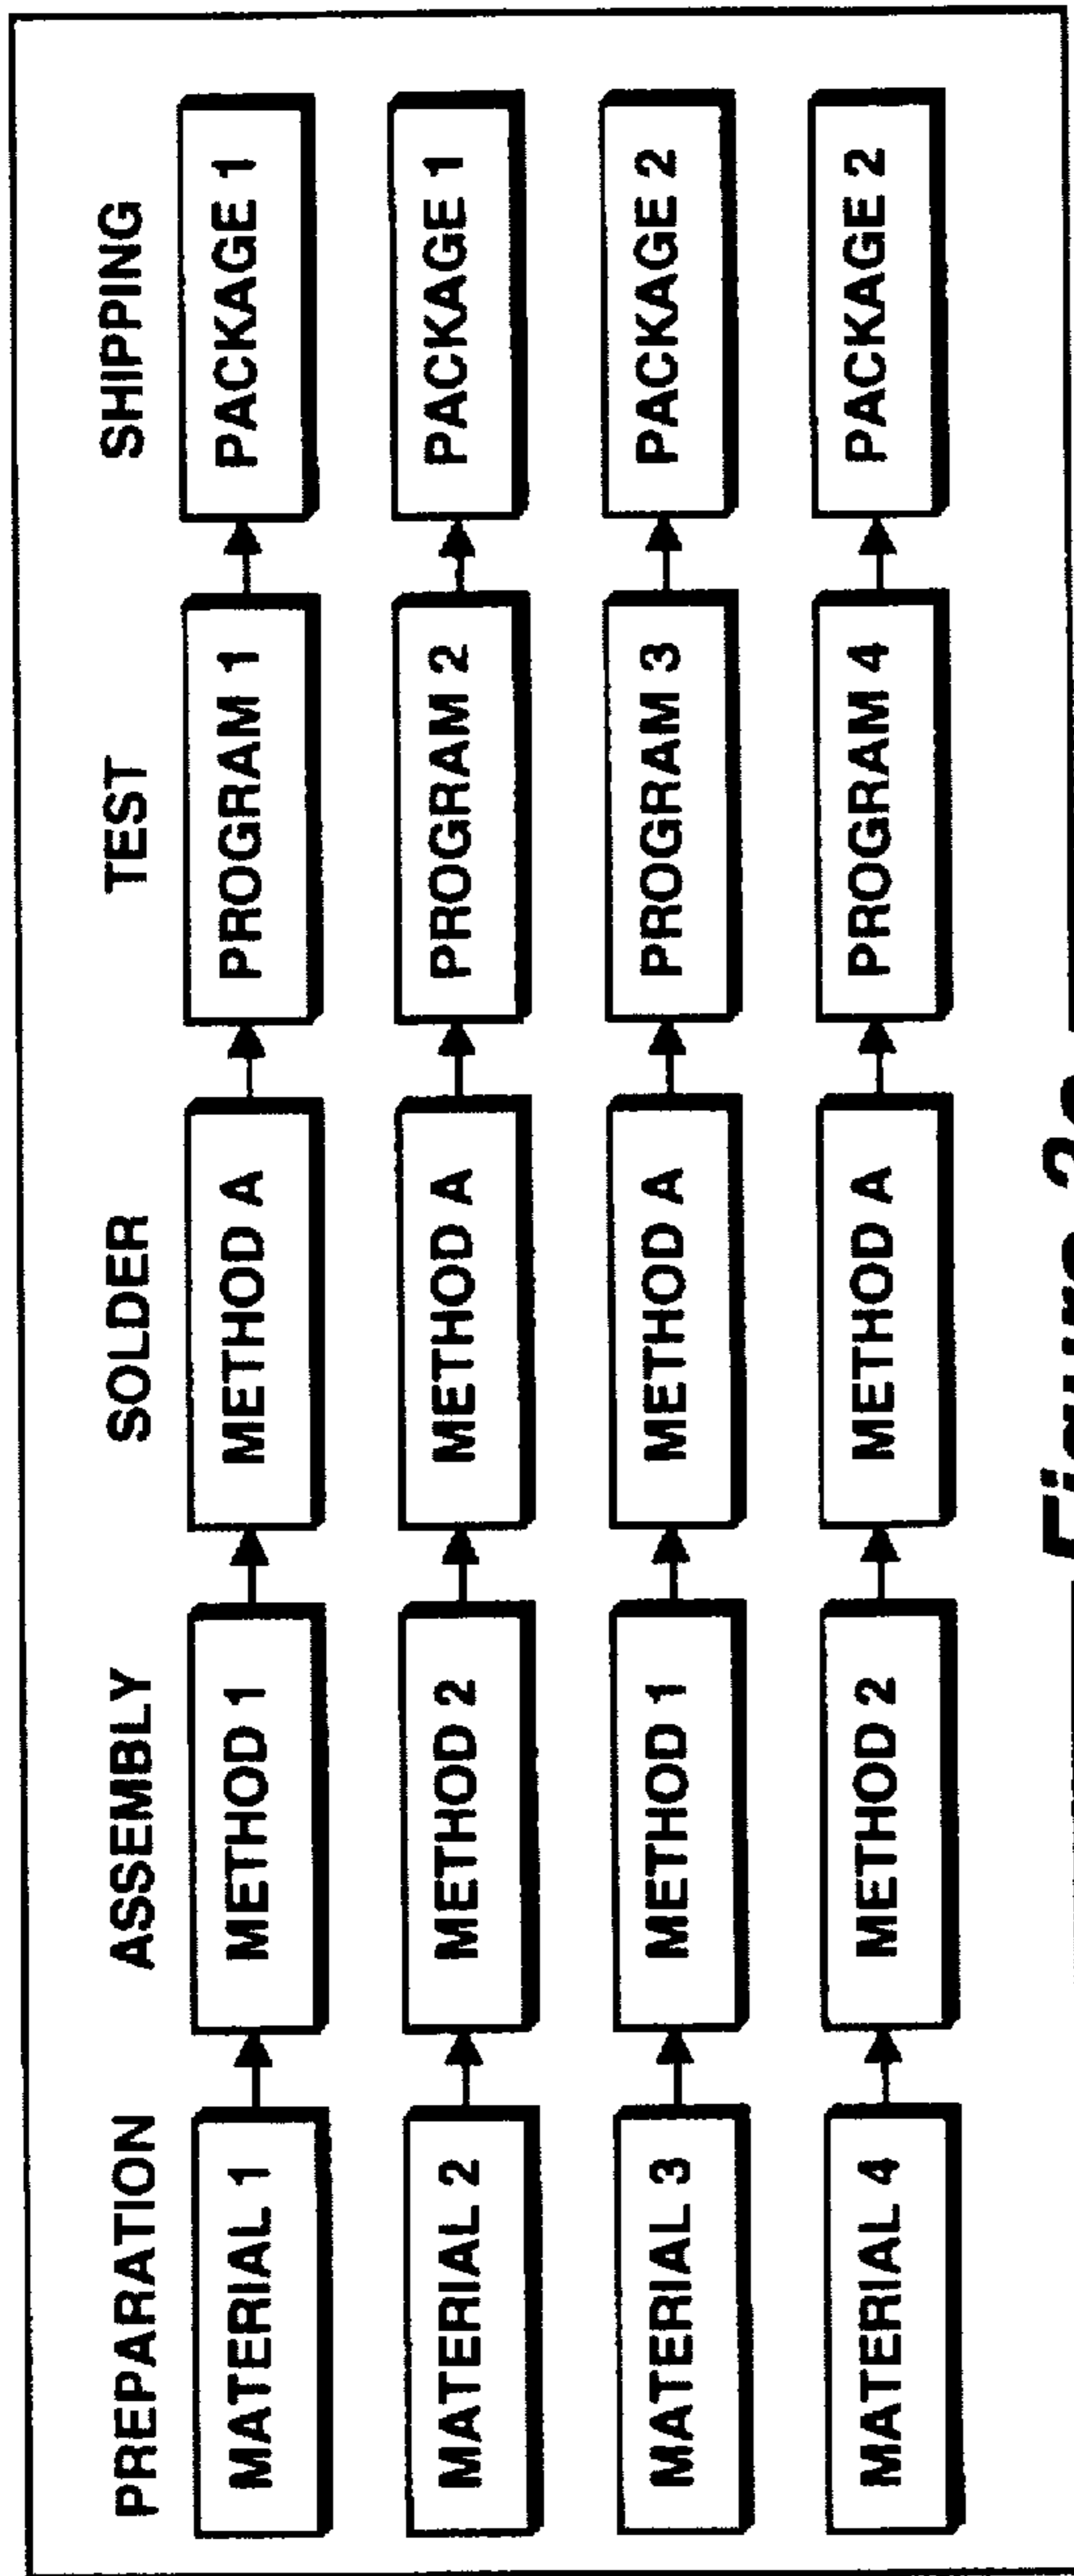 PREPARATION ASSEMBLY SOLDER TEST SHIPPING
MATERIAL 1 METHOD 1 METHOD A PROGRAM 1 PACKAGE 1
MATERIAL 2 METHOD 2 METHOD A PROGRAM 2 PACKAGE 1
MATERIAL 3 METHOD 1 METHOD A PROGRAM 3 PACKAGE 2
MATERIAL 4 METHOD 2 METHOD A PROGRAM 4 PACKAGE 2
Figure